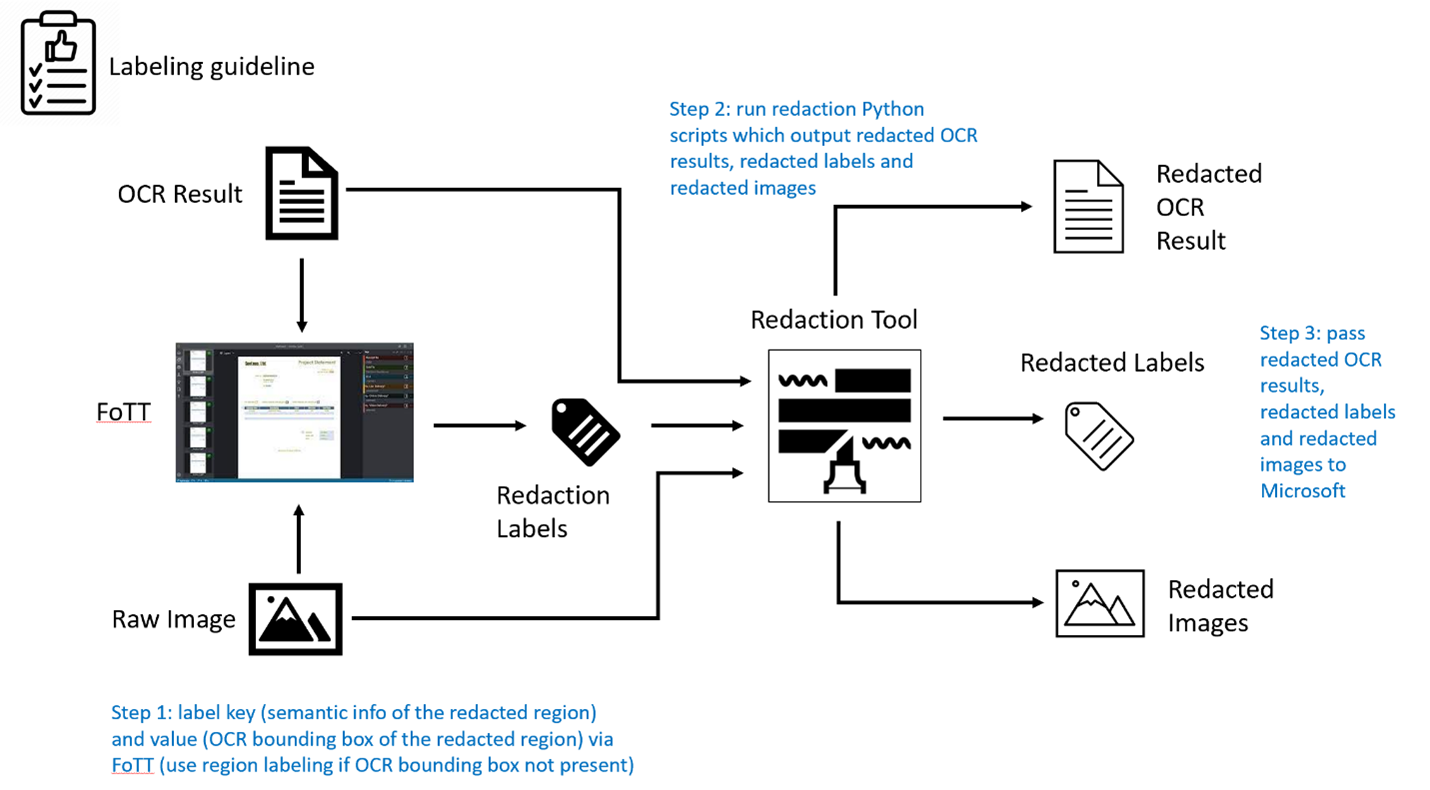 Labeling guideline
OCR Result
FoTT
Raw Image
Step 1: label key (semantic info of the redacted region)
and value (OCR bounding box of the redacted region) via
FoTT (use region labeling if OCR bounding box not present)
Redaction
Labels
Step 2: run redaction Python
scripts which output redacted OCR
results, redacted labels and
redacted images
Redaction Tool
Redacted
OCR
Result
Redacted Labels
Redacted
Images
Step 3: pass
redacted OCR
results,
redacted labels
and redacted
images to
Microsoft